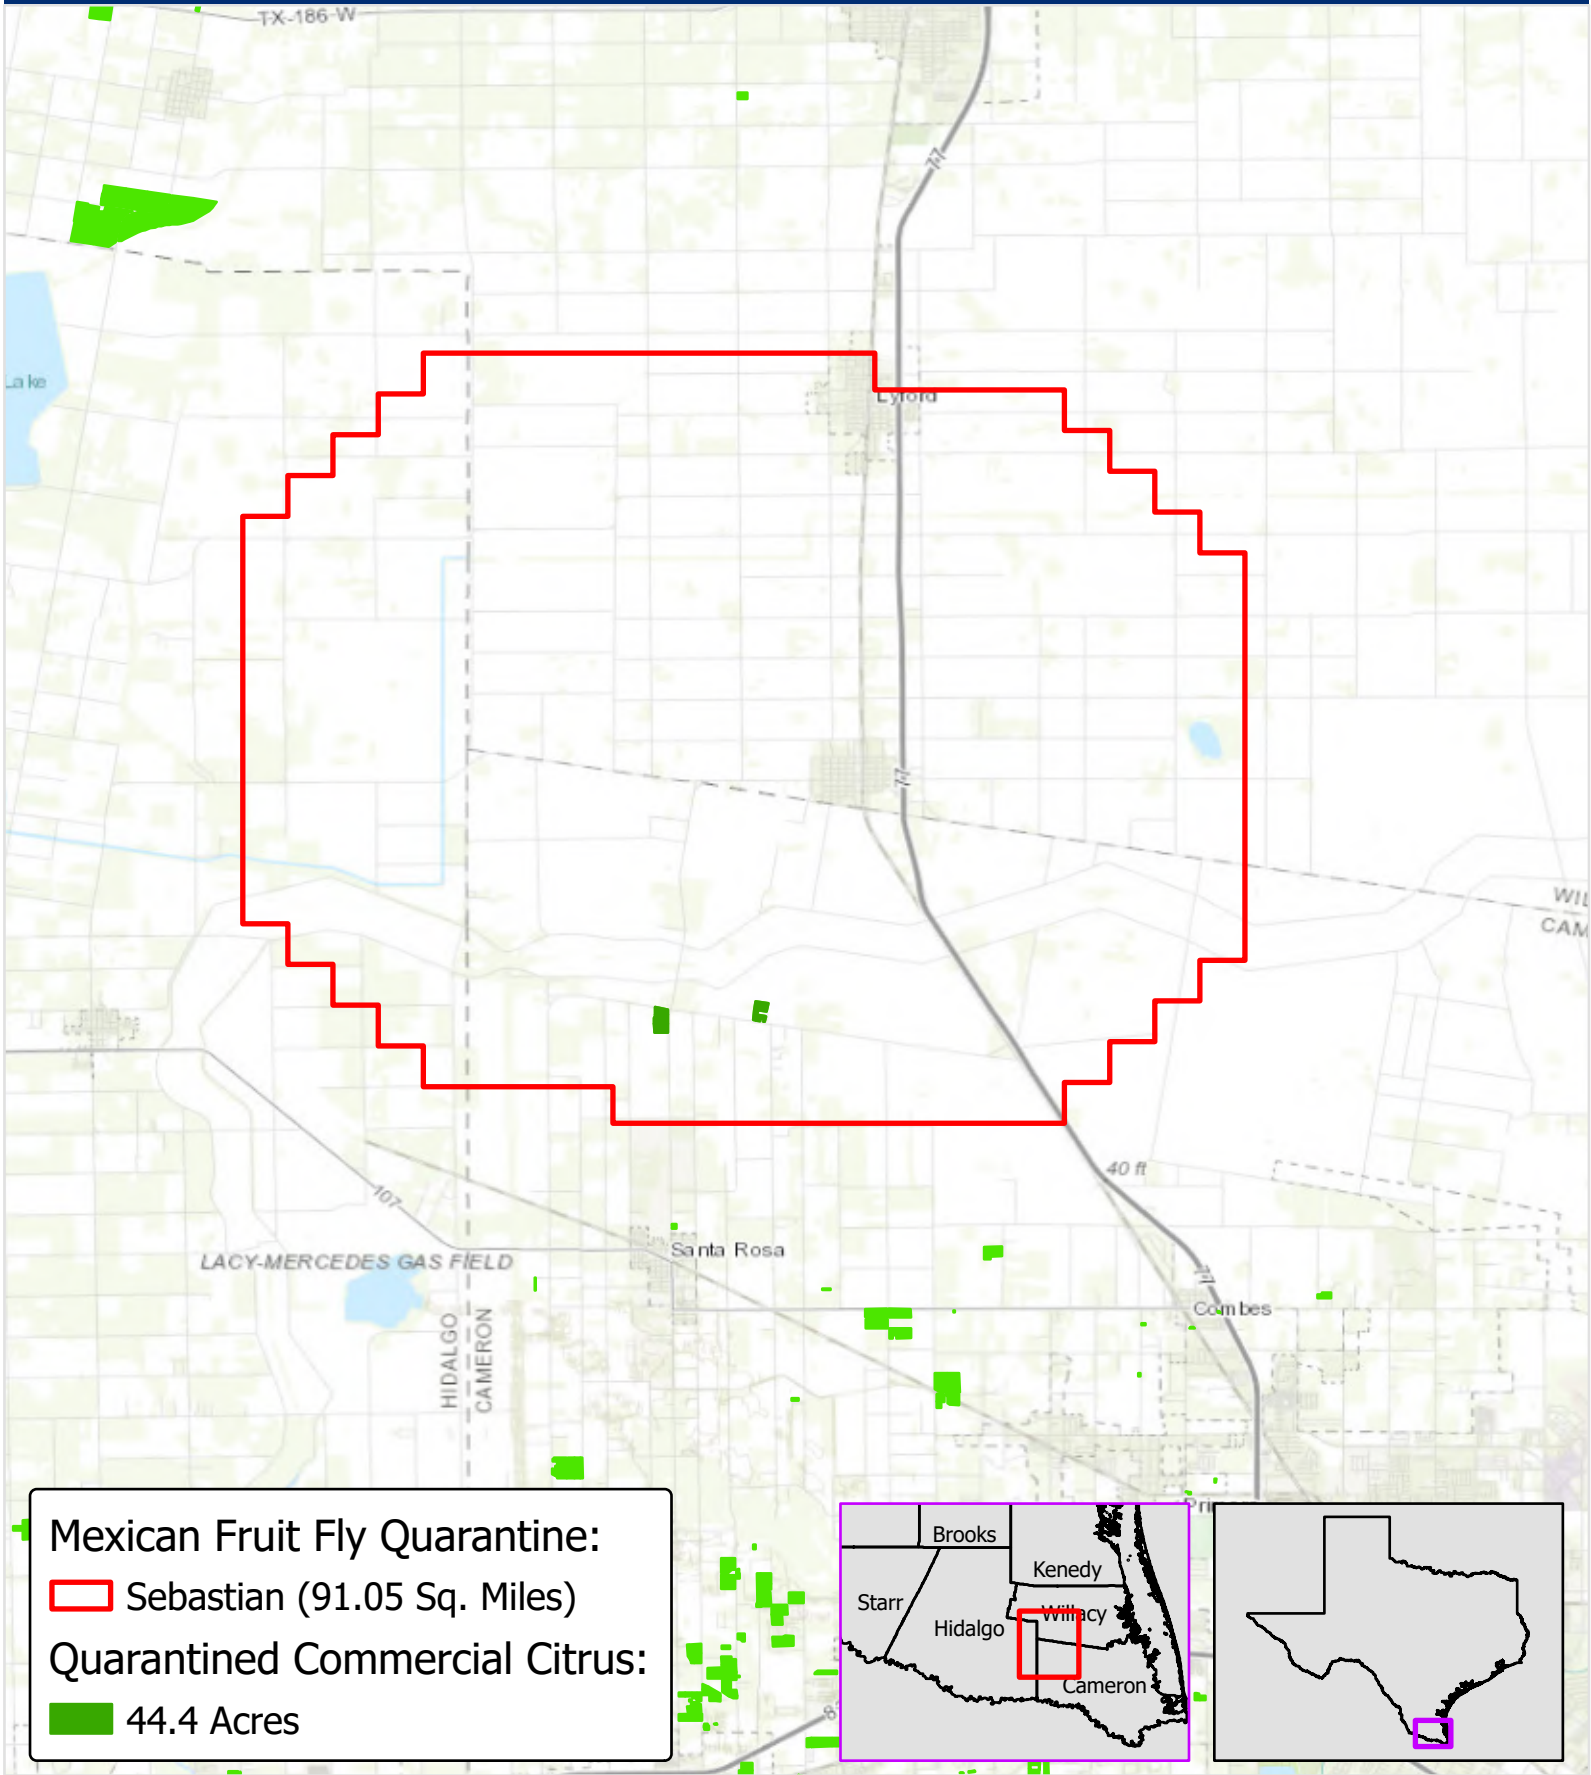 TX-186-W
77
Lake
Lyford
77
WIL
CAM
40 ft
107
Santa Rosa
LACY-MERCEDES GAS FIELD
77
Combes
HIDALGO
CAMERON
Mexican Fruit Fly Quarantine:
Sebastian (91.05 Sq. Miles)
Quarantined Commercial Citrus:
44.4 Acres
Brooks
Kenedy
Starr
Willacy
Hidalgo
Cameron